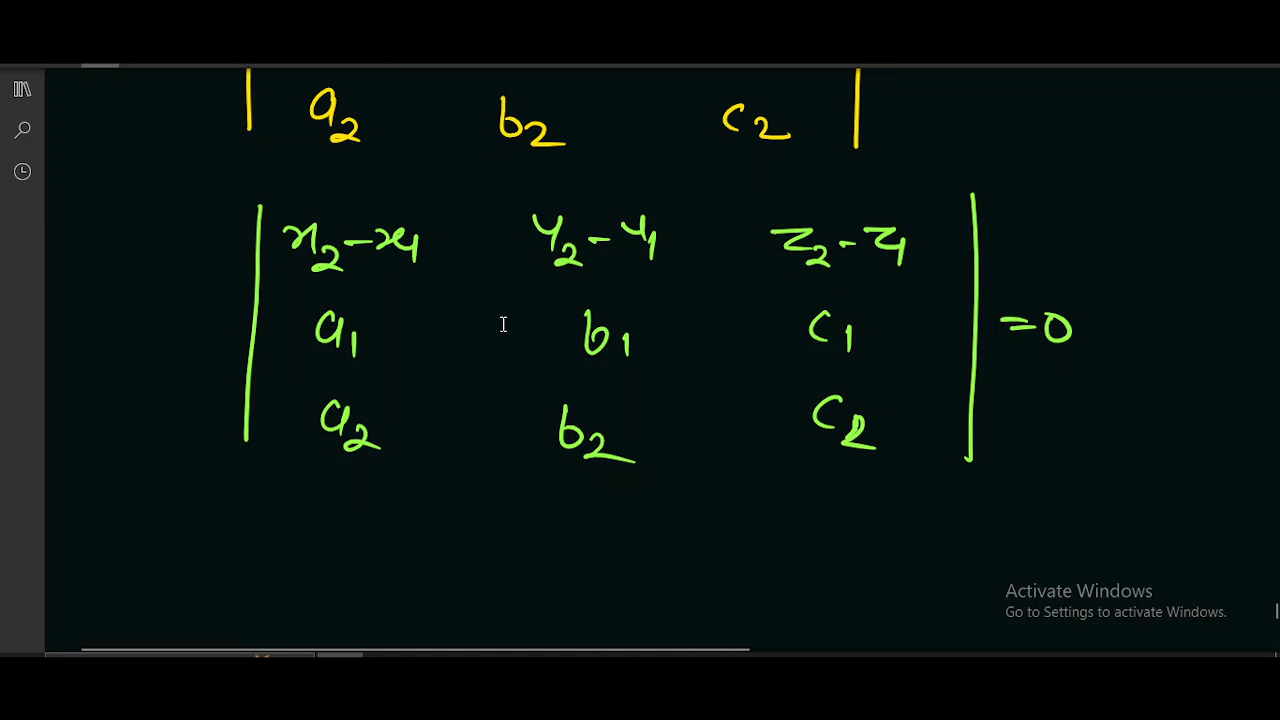 | a₂ b₂ c₂ |
| x₂-x₁ y₂-y₁ z₂-z₁ |
| a₁ b₁ c₁ | =0
| a₂ b₂ c₂ |
Activate Windows
Go to Settings to activate Windows.